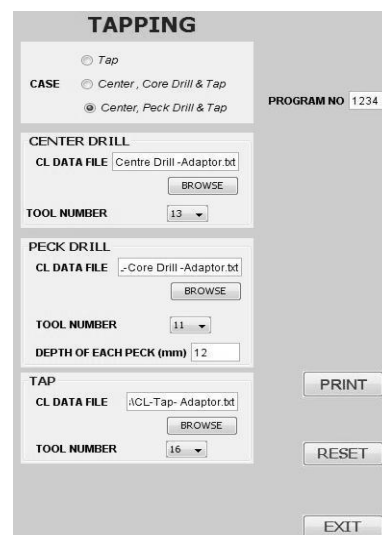 TAPPING
Tap
CASE Center , Core Drill & Tap
Center, Peck Drill & Tap
PROGRAM NO 1234
CENTER DRILL
CL DATA FILE Centre Drill -Adaptor.txt
BROWSE
TOOL NUMBER 13
PECK DRILL
CL DATA FILE -Core Drill -Adaptor.txt
BROWSE
TOOL NUMBER 11
DEPTH OF EACH PECK (mm) 12
TAP
CL DATA FILE \CL-Tap- Adaptor.txt
BROWSE
TOOL NUMBER 16
PRINT
RESET
EXIT